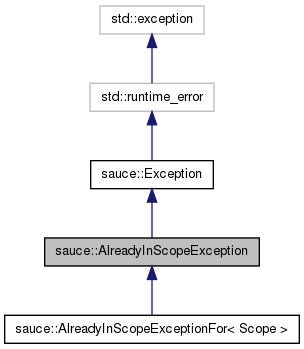 std::exception
std::runtime_error
sauce::Exception
sauce::AlreadyInScopeException
sauce::AlreadyInScopeExceptionFor< Scope >